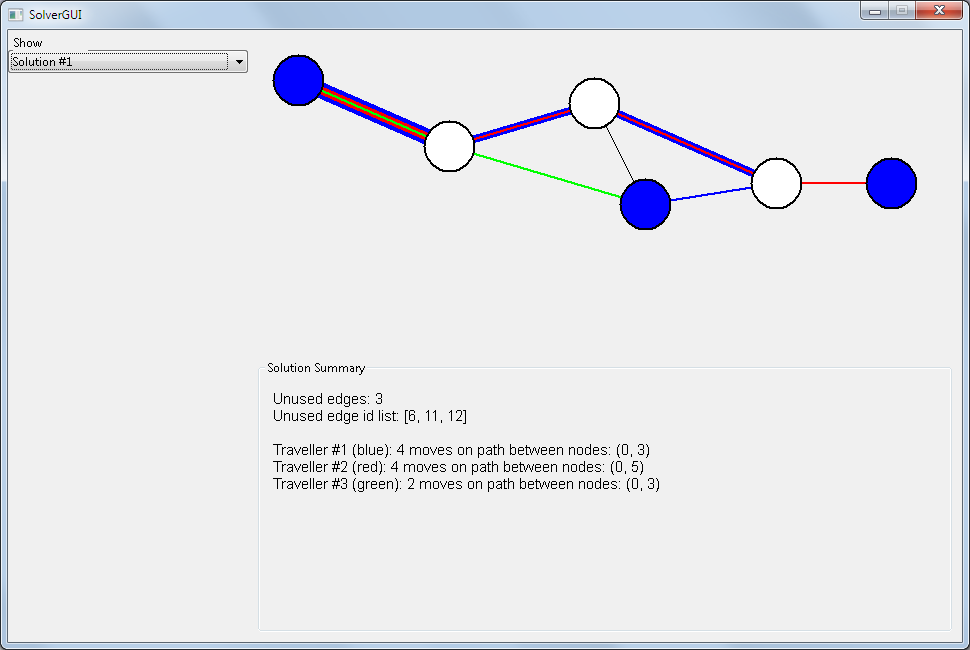 SolverGUI
Show
Solution #1
Solution Summary
Unused edges: 3
Unused edge id list: [6, 11, 12]
Traveller #1 (blue): 4 moves on path between nodes: (0, 3)
Traveller #2 (red): 4 moves on path between nodes: (0, 5)
Traveller #3 (green): 2 moves on path between nodes: (0, 3)